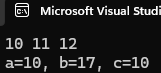 Microsoft Visual Studi
10 11 12
a=10, b=17, c=10